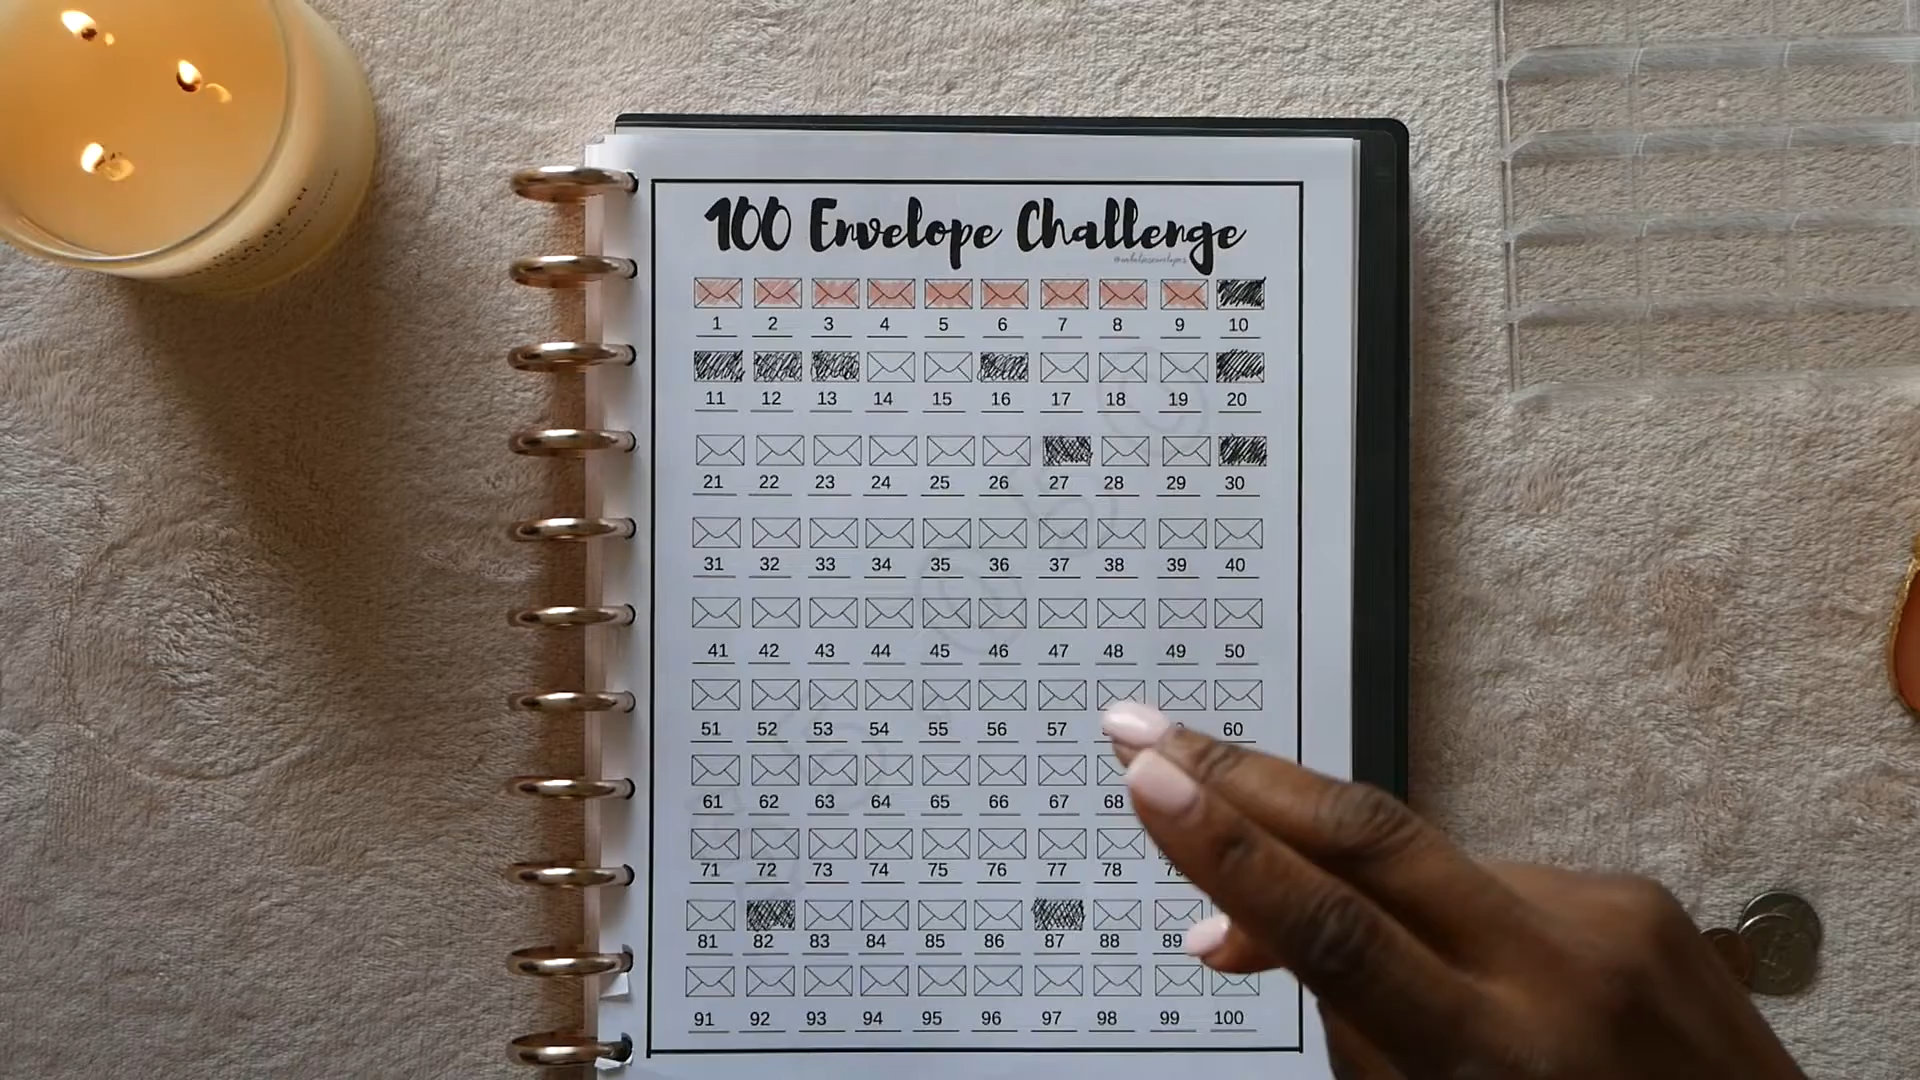 100 Envelope Challenge
1 2 3 4 5 6 7 8 9 10
11 12 13 14 15 16 17 18 19 20
21 22 23 24 25 26 27 28 29 30
31 32 33 34 35 36 37 38 39 40
41 42 43 44 45 46 47 48 49 50
51 52 53 54 55 56 57 60
61 62 63 64 65 66 67 68
71 72 73 74 75 76 77 78 79
81 82 83 84 85 86 87 88 89
91 92 93 94 95 96 97 98 99 100